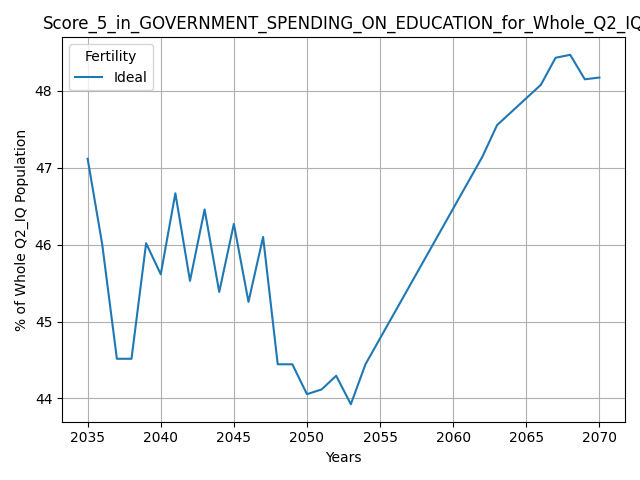 Score_5_in_GOVERNMENT_SPENDING_ON_EDUCATION_for_Whole_Q2_IQ
Fertility
Ideal
% of Whole Q2_IQ Population
48
47
46
45
44
2035 2040 2045 2050 2055 2060 2065 2070
Years